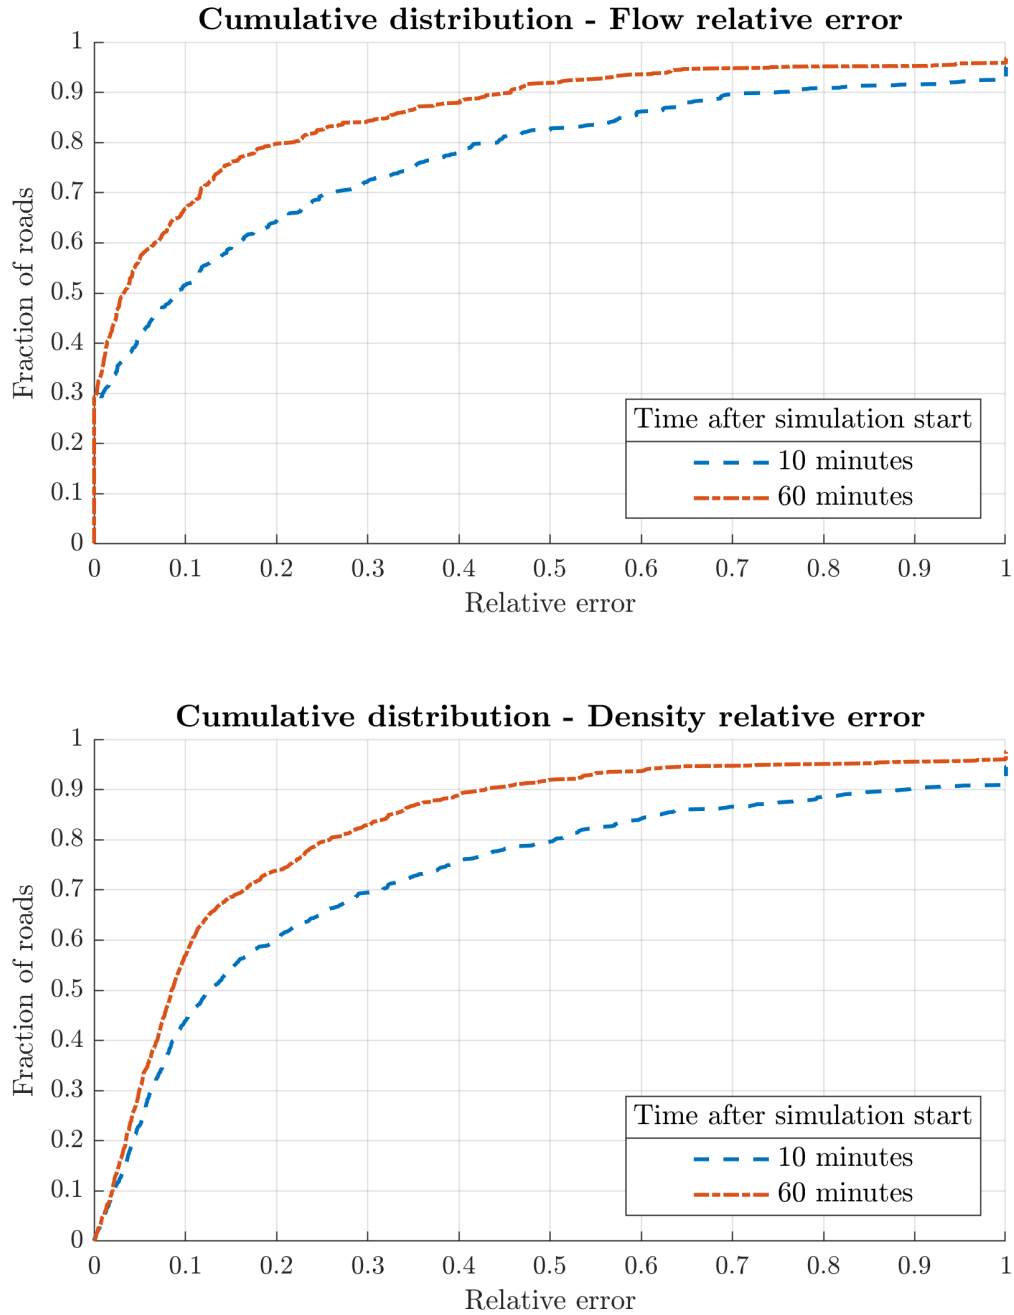 Cumulative distribution - Flow relative error
1
0.9
0.8
0.7
0.6
0.5
0.4
0.3
0.2
0.1
0
Fraction of roads
Time after simulation start
10 minutes
60 minutes
0 0.1 0.2 0.3 0.4 0.5 0.6 0.7 0.8 0.9 1
Relative error
Cumulative distribution - Density relative error
1
0.9
0.8
0.7
0.6
0.5
0.4
0.3
0.2
0.1
0
Fraction of roads
Time after simulation start
10 minutes
60 minutes
0 0.1 0.2 0.3 0.4 0.5 0.6 0.7 0.8 0.9 1
Relative error